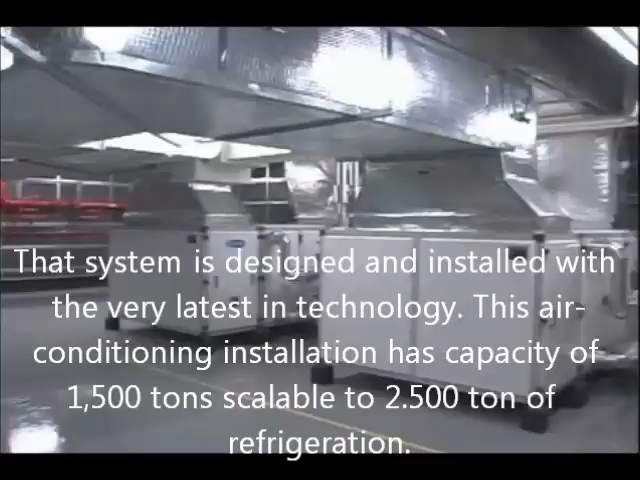 That system is designed and installed with
the very latest in technology. This air-
conditioning installation has capacity of
1,500 tons scalable to 2.500 ton of
refrigeration.